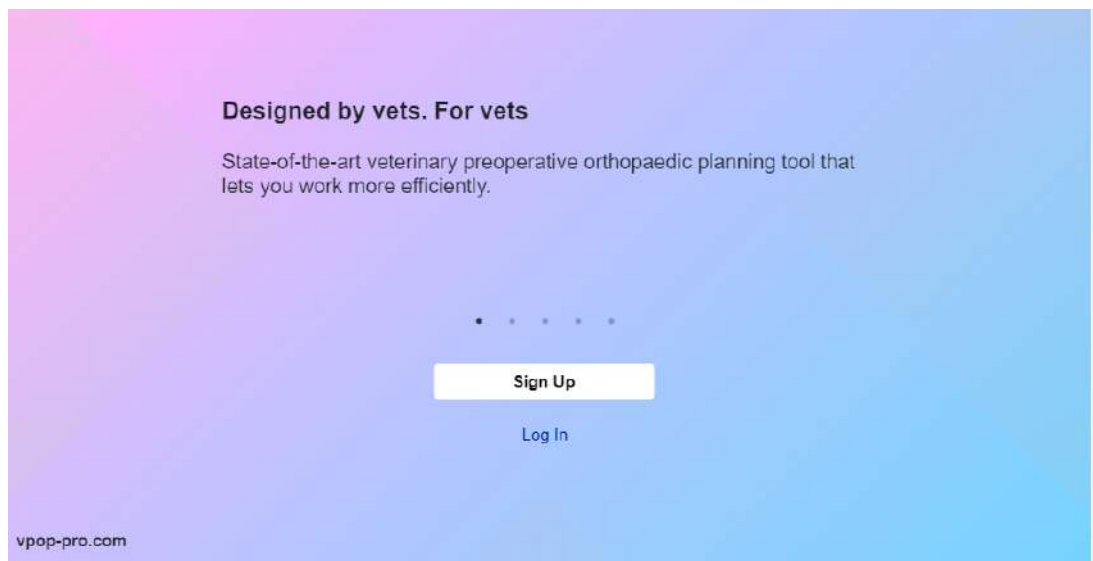 Designed by vets. For vets
State-of-the-art veterinary preoperative orthopaedic planning tool that
lets you work more efficiently.
Sign Up
Log In
vpop-pro.com